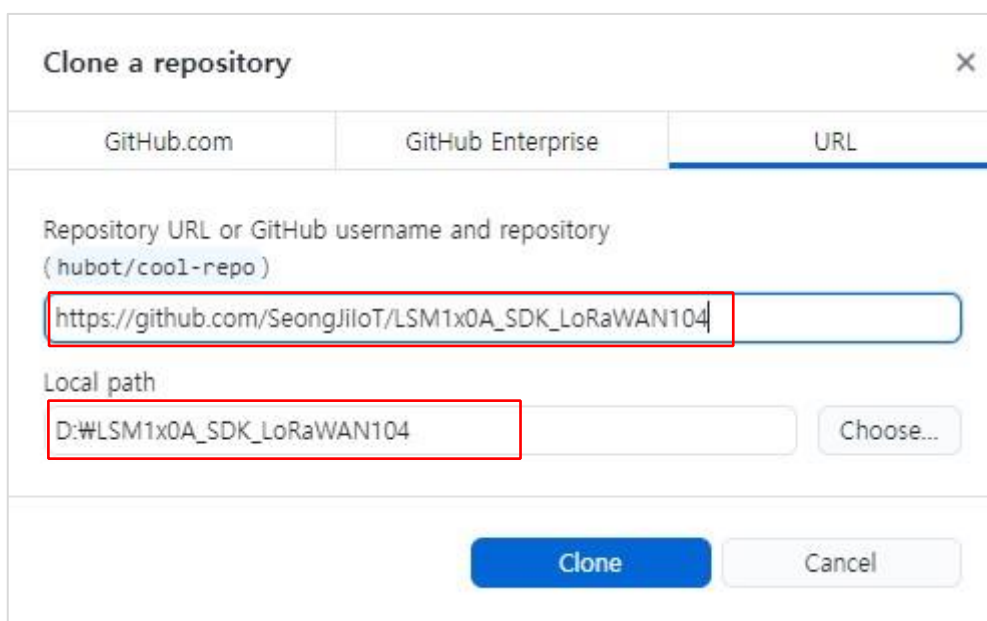 Clone a repository
×
GitHub.com GitHub Enterprise URL
Repository URL or GitHub username and repository
(hubot/cool-repo)
https://github.com/SeongJiIoT/LSM1x0A_SDK_LoRaWAN104
Local path
D:₩LSM1x0A_SDK_LoRaWAN104
Choose...
Clone Cancel